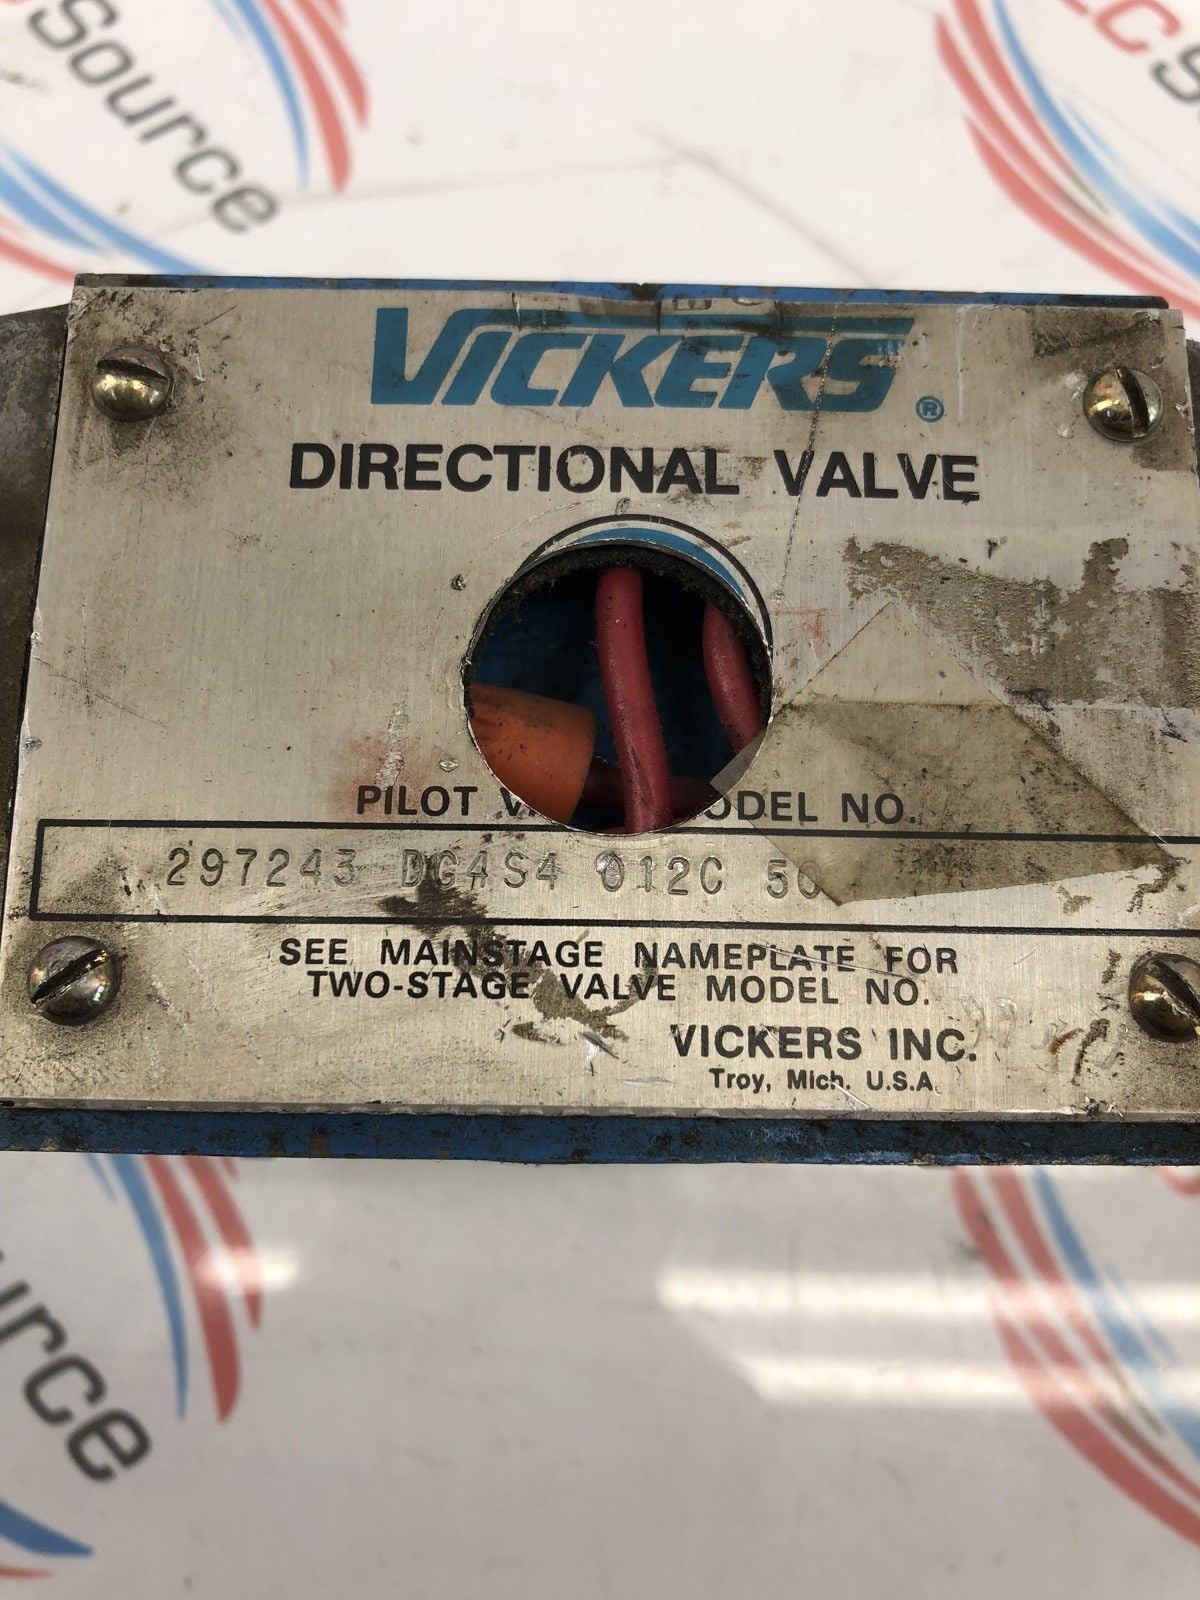 Source
VICKERS®
DIRECTIONAL VALVE
PILOT ODEL NO.
297243 DG4S4 012C 50
SEE MAINSTAGE NAMEPLATE FOR
TWO-STAGE VALVE MODEL NO.
VICKERS INC.
Troy, Mich. U.S.A.